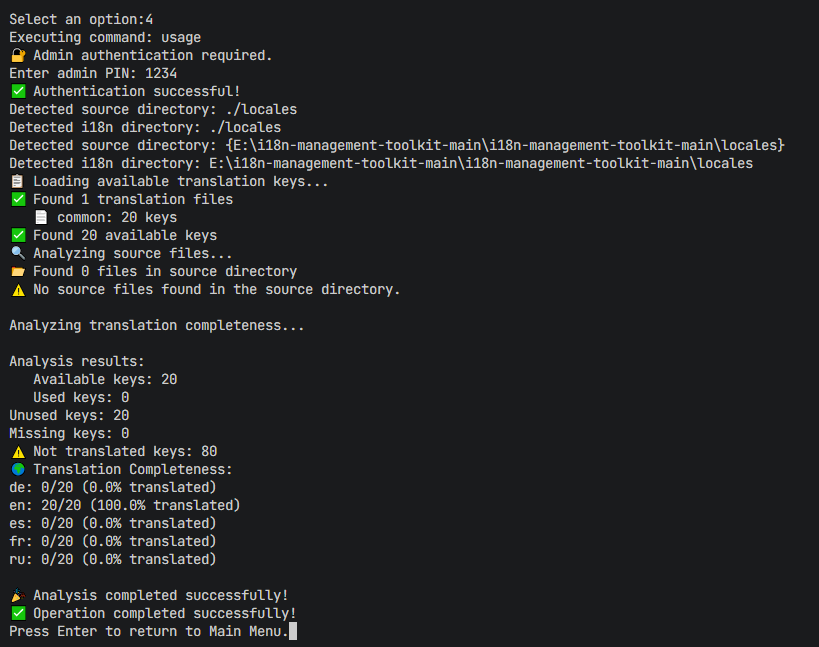 Select an option:4
Executing command: usage
🔐 Admin authentication required.
Enter admin PIN: 1234
✅ Authentication successful!
Detected source directory: ./locales
Detected i18n directory: ./locales
Detected source directory: {E:\i18n-management-toolkit-main\i18n-management-toolkit-main\locales}
Detected i18n directory: E:\i18n-management-toolkit-main\i18n-management-toolkit-main\locales
📋 Loading available translation keys...
✅ Found 1 translation files
📄 common: 20 keys
✅ Found 20 available keys
🔍 Analyzing source files...
📂 Found 0 files in source directory
⚠️ No source files found in the source directory.
Analyzing translation completeness...
Analysis results:
Available keys: 20
Used keys: 0
Unused keys: 20
Missing keys: 0
⚠️ Not translated keys: 80
🌍 Translation Completeness:
de: 0/20 (0.0% translated)
en: 20/20 (100.0% translated)
es: 0/20 (0.0% translated)
fr: 0/20 (0.0% translated)
ru: 0/20 (0.0% translated)
🎉 Analysis completed successfully!
✅ Operation completed successfully!
Press Enter to return to Main Menu.